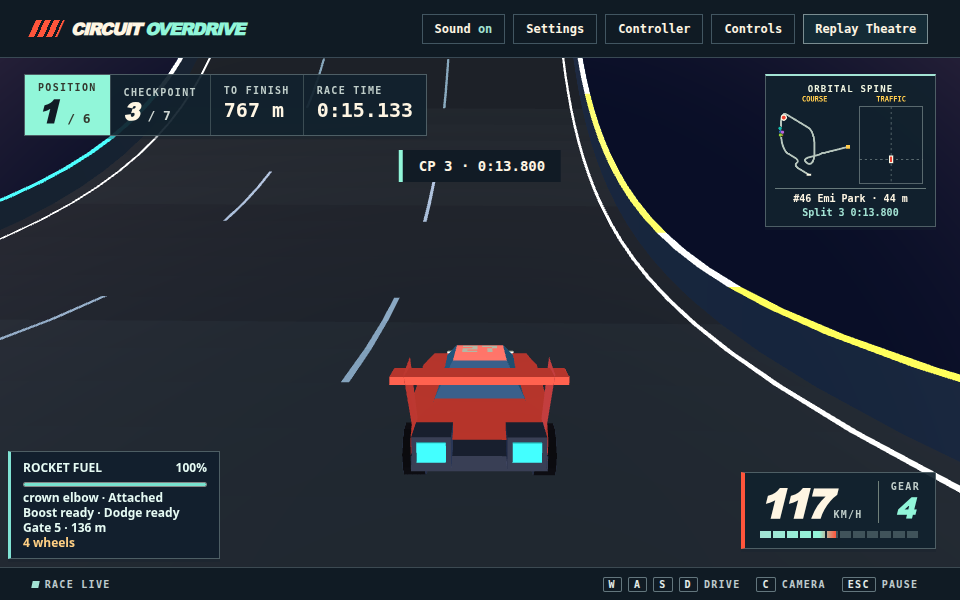 CIRCUIT OVERDRIVE
Sound on
Settings
Controller
Controls
Replay Theatre
POSITION
1 / 6
CHECKPOINT
3 / 7
TO FINISH
767 m
RACE TIME
0:15.133
CP 3 · 0:13.800
ORBITAL SPINE
COURSE
TRAFFIC
#46 Emi Park · 44 m
Split 3 0:13.800
ROCKET FUEL 100%
crown elbow · Attached
Boost ready · Dodge ready
Gate 5 · 136 m
4 wheels
117 KM/H
GEAR
4
RACE LIVE
W A S D DRIVE
C CAMERA
ESC PAUSE